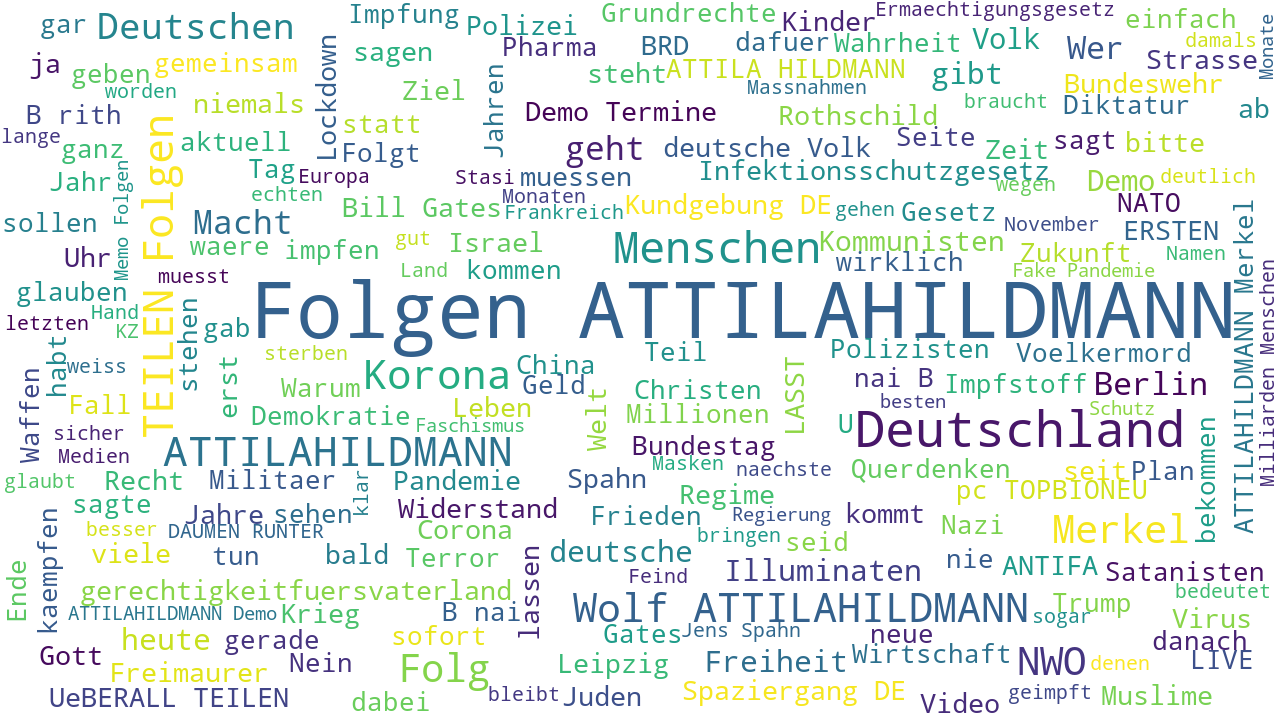 gar Deutschen Impfung Polizei Grundrechte Kinder Ermaechtigungsgesetz einfach
ja geben gemeinsam sagen Pharma BRD dafuer Wahrheit Volk Wer Strasse damals Monate
worden niemals Lockdown Ziel Jahren steht ATTILA HILDMANN gibt Bundeswehr
B rith statt Demo Termine Massnahmen Rothschild braucht Diktatur ab
lange ganz aktuell Folgt geht deutsche Volk Seite Zeit sagt bitte
Jahr Memo Folgen TEILEN Folgen Tag Europa Stasi muessen Infektionsschutzgesetz wegen Demo deutlich
sollen Macht echten Bill Gates Monaten Frankreich Kundgebung DE gehen Gesetz November NATO ERSTEN
Uhr waere impfen gut Israel Menschen Kommunisten Zukunft Namen
glauben muesst Land kommen wirklich Fake Pandemie ATTILAHILDMANN Merkel
letzten Hand KZ stehen gab Folgen ATTILAHILDMANN Milliarden Menschen
habt weiss erst sterben China Teil Polizisten Voelkermord
Waffen Fall Warum Korona Geld Christen LASST nai B Impfstoff Berlin
sicher Demokratie Leben Faschismus Welt Millionen besten U Deutschland Schutz
Medien ATTILAHILDMANN Bundestag bekommen
glaubt Recht Militaer klar Pandemie Spahn Masken naechste Querdenken seit Plan
sagte Jahre sehen Widerstand Regime pc TOPBIONEU
kaempfen besser DAUMEN RUNTER Corona Frieden Regierung kommt Nazi Merkel
viele tun bald Terror lassen deutsche bringen seid nie ANTIFA
Ende gerechtigkeitfuersvaterland Feind Illuminaten Satanisten bedeutet
ATTILAHILDMANN Demo Krieg B nai Wolf ATTILAHILDMANN sogar Trump Virus
heute gerade sofort Gates Jens Spahn neue danach
Gott Freimaurer Nein Folg Leipzig Freiheit Wirtschaft NWO denen LIVE
UeBERALL TEILEN dabei bleibt Juden Spaziergang DE Video geimpft Muslime